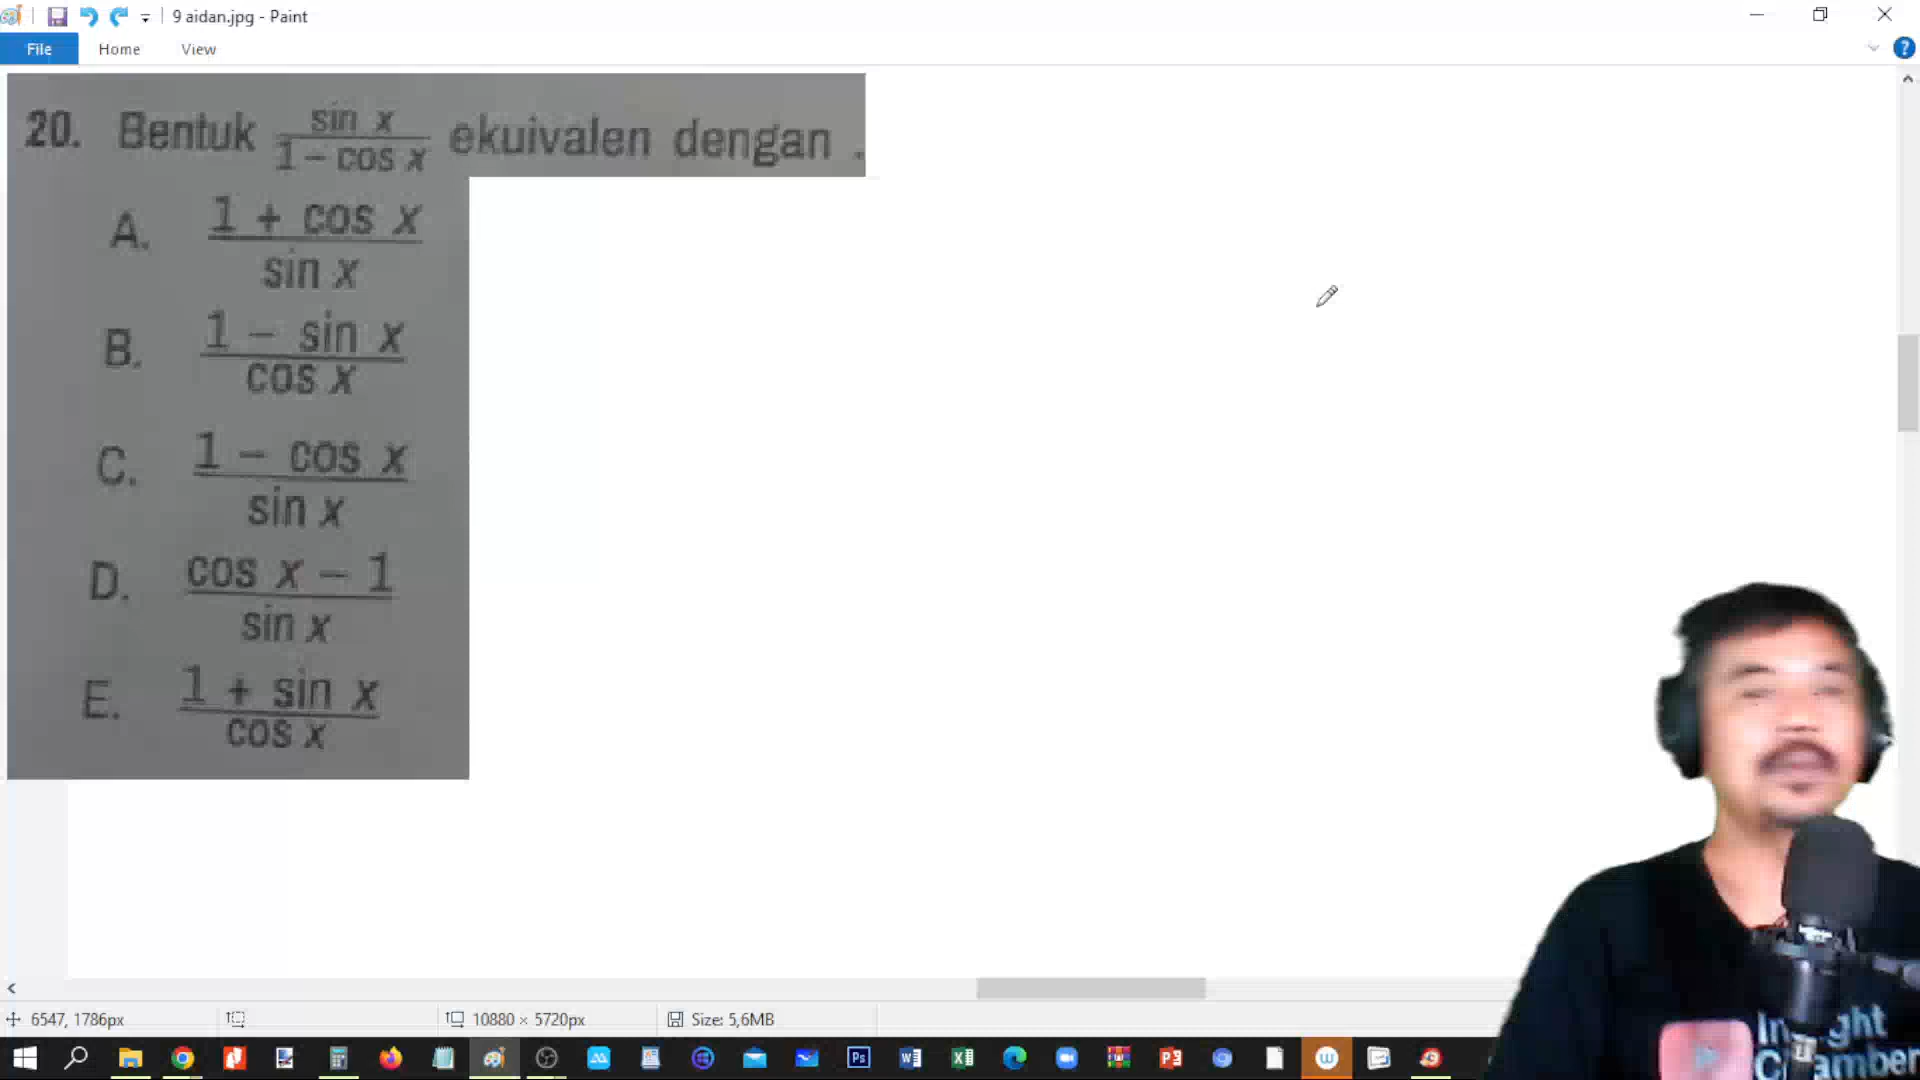 9 aidan.jpg - Paint
File Home View
20. Bentuk sin x / 1 - cos x ekuivalen dengan .
A. 1 + cos x / sin x
B. 1 - sin x / cos x
C. 1 - cos x / sin x
D. cos x - 1 / sin x
E. 1 + sin x / cos x
6547, 1786px
10880 × 5720px
Size: 5,6MB